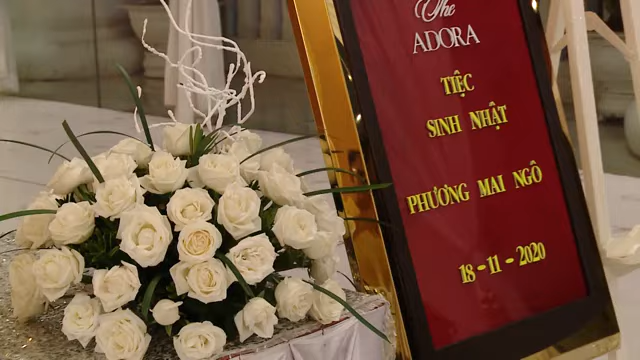 The
ADORA
TIỆC
SINH NHẬT
PHƯƠNG MAI NGÔ
18-11-2020